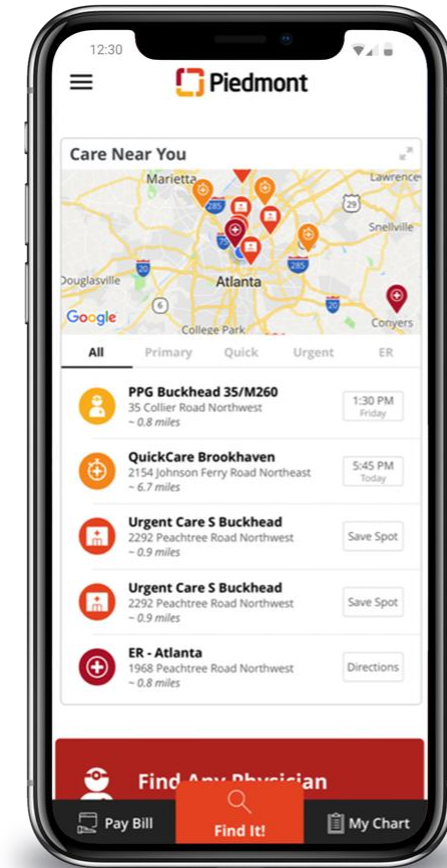 12:30
Piedmont
Care Near You
Marietta
Lawrence
285
29
Snellville
75
285
20
Douglasville
Atlanta
20
6
Google
College Park
Conyers
All Primary Quick Urgent ER
PPG Buckhead 35/M260
35 Collier Road Northwest
~ 0.8 miles
1:30 PM
Friday
QuickCare Brookhaven
2154 Johnson Ferry Road Northeast
~ 6.7 miles
5:45 PM
Today
Urgent Care S Buckhead
2292 Peachtree Road Northwest
~ 0.9 miles
Save Spot
Urgent Care S Buckhead
2292 Peachtree Road Northwest
~ 0.9 miles
Save Spot
ER - Atlanta
1968 Peachtree Road Northwest
~ 0.8 miles
Directions
Find Any Physician
Pay Bill
Find It!
My Chart